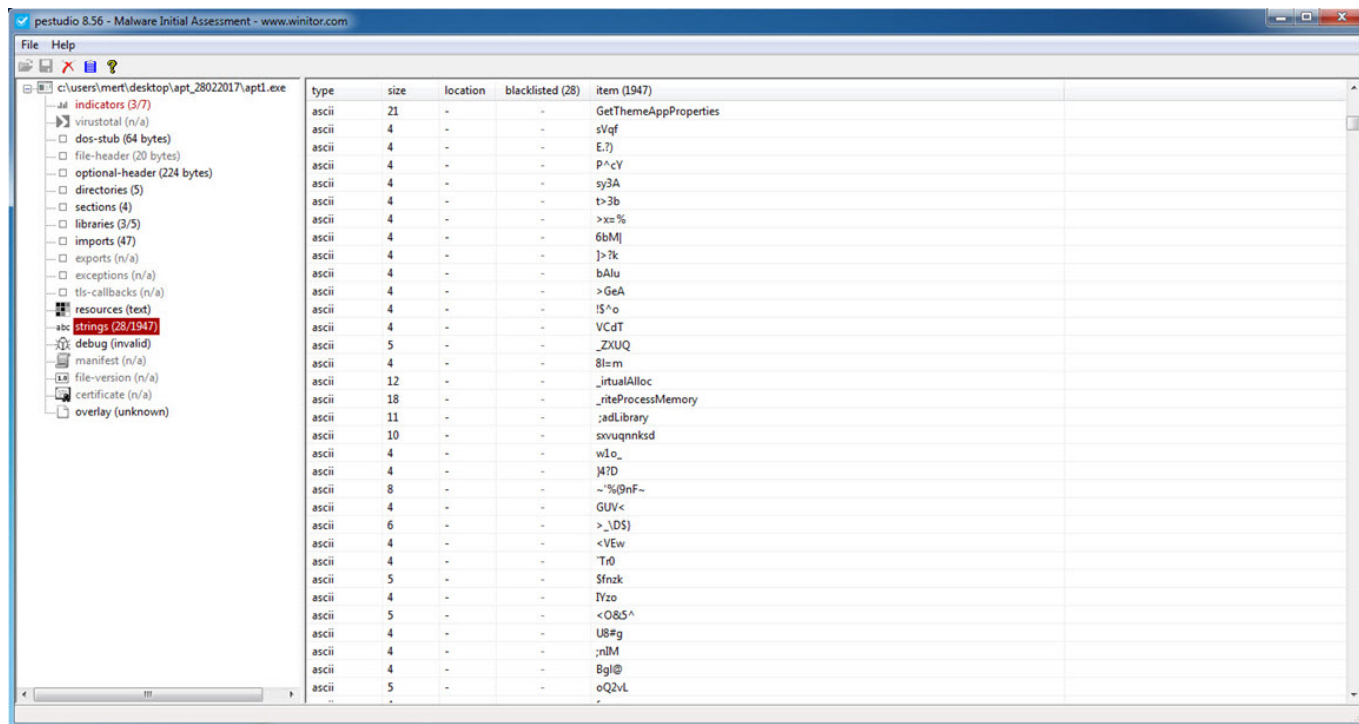 pestudio 8.56 - Malware Initial Assessment - www.winitor.com
File Help
c:\users\mert\desktop\apt_28022017\apt1.exe
indicators (3/7)
virustotal (n/a)
dos-stub (64 bytes)
file-header (20 bytes)
optional-header (224 bytes)
directories (5)
sections (4)
libraries (3/5)
imports (47)
exports (n/a)
exceptions (n/a)
tls-callbacks (n/a)
resources (text)
abc strings (28/1947)
debug (invalid)
manifest (n/a)
1.0 file-version (n/a)
certificate (n/a)
overlay (unknown)
type size location blacklisted (28) item (1947)
ascii 21 - - GetThemeAppProperties
ascii 4 - - sVqf
ascii 4 - - E.?)
ascii 4 - - P^cY
ascii 4 - - sy3A
ascii 4 - - t>3b
ascii 4 - - >x=%
ascii 4 - - 6bM|
ascii 4 - - ]>?k
ascii 4 - - bAlu
ascii 4 - - >GeA
ascii 4 - - !$^o
ascii 4 - - VCdT
ascii 5 - - _ZXUQ
ascii 4 - - 8l=m
ascii 12 - - _irtualAlloc
ascii 18 - - _riteProcessMemory
ascii 11 - - ;adLibrary
ascii 10 - - sxvuqnnksd
ascii 4 - - w1o_
ascii 4 - - }4?D
ascii 8 - - ~'%(9nF~
ascii 4 - - GUV<
ascii 6 - - >_\D$}
ascii 4 - - <VEw
ascii 4 - - `Tr0
ascii 5 - - $fnzk
ascii 4 - - IYzo
ascii 5 - - <O&5^
ascii 4 - - U8#g
ascii 4 - - ;nIM
ascii 4 - - Bgl@
ascii 5 - - oQ2vL